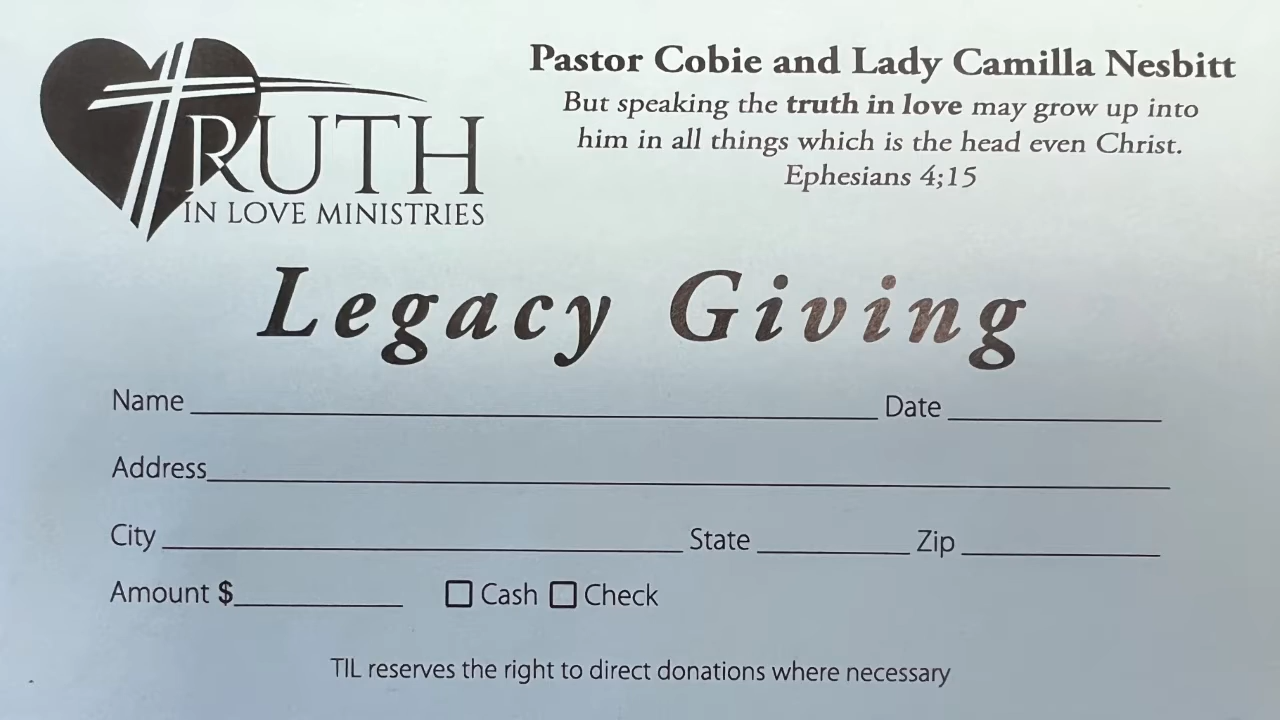 TRUTH
IN LOVE MINISTRIES
Pastor Cobie and Lady Camilla Nesbitt
But speaking the truth in love may grow up into
him in all things which is the head even Christ.
Ephesians 4;15
Legacy Giving
Name Date
Address
City State Zip
Amount $ Cash Check
TIL reserves the right to direct donations where necessary